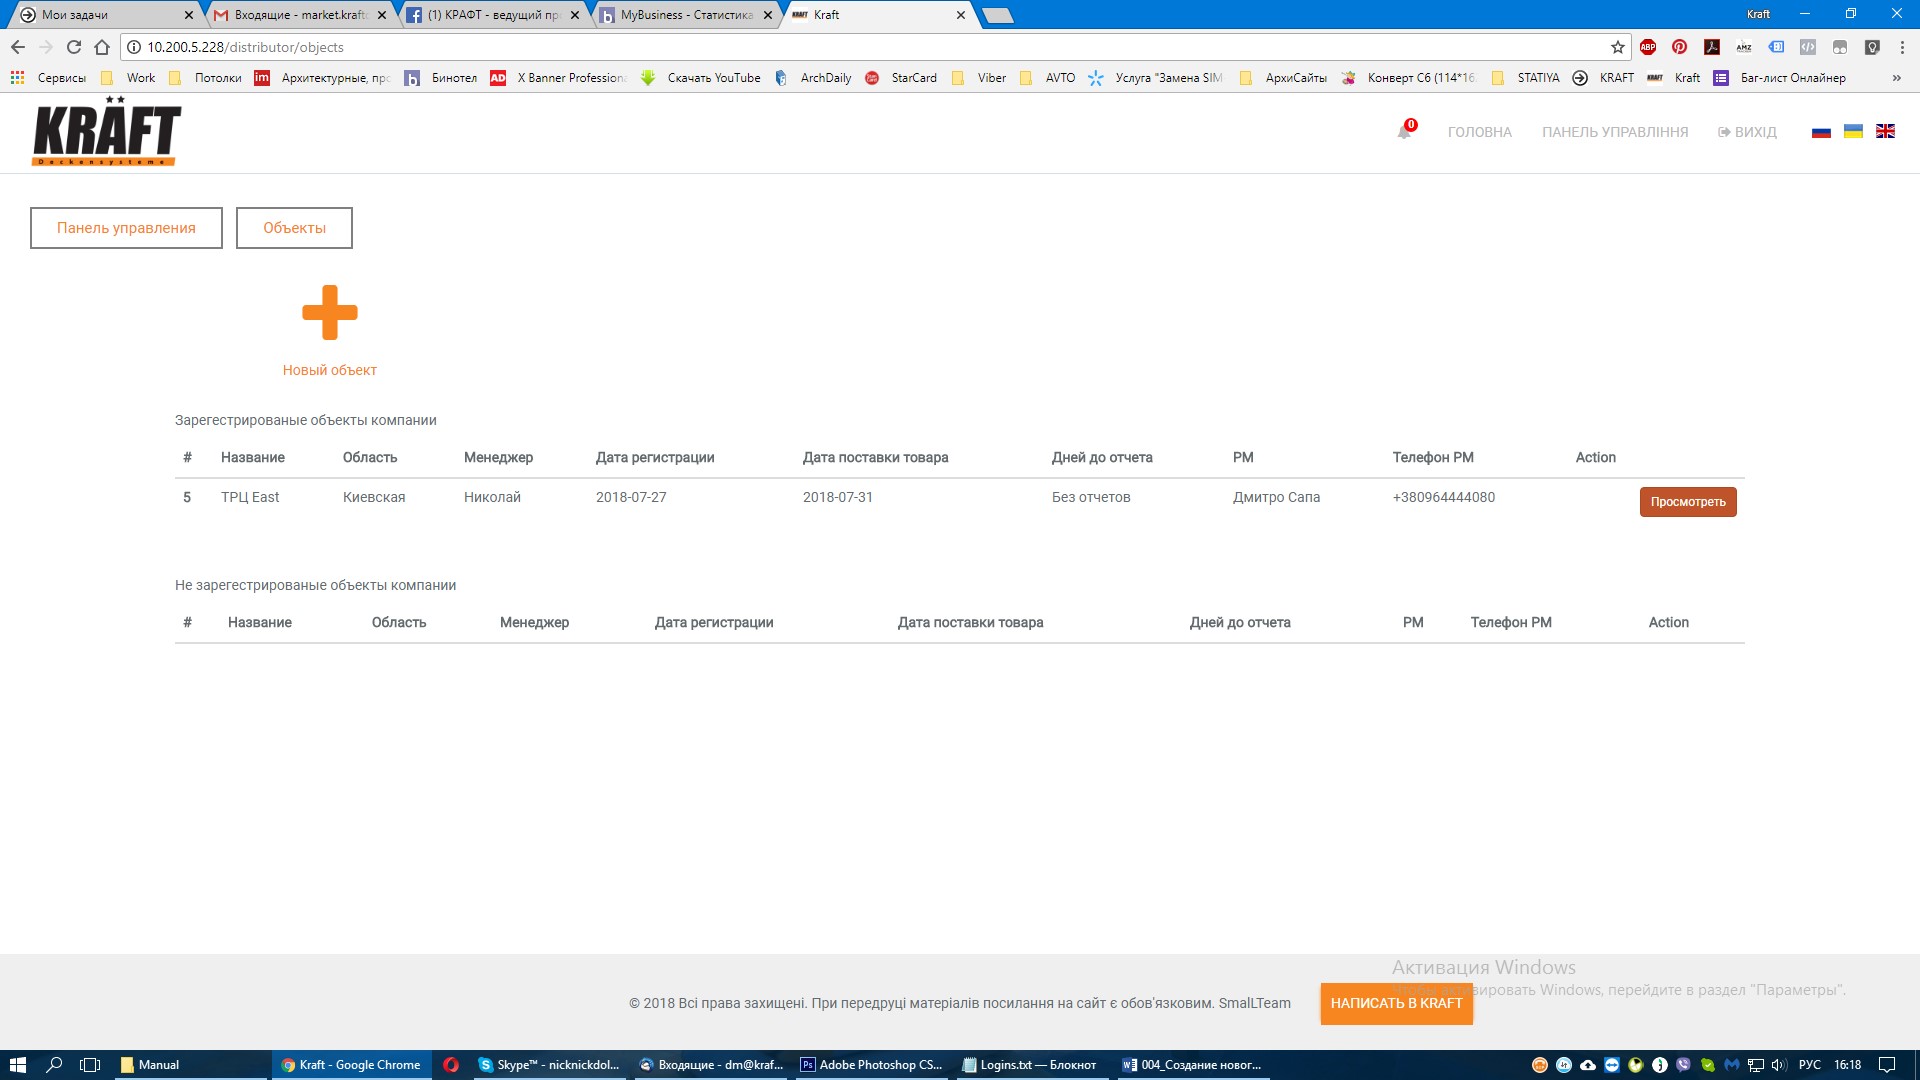 Мои задачи
Входящие - market.kraft
(1) КРАФТ - ведущий пр
MyBusiness - Статистика
Kraft
Kraft
10.200.5.228/distributor/objects
ABP
AMZ
Сервисы
Work
Потолки
im
Архитектурные, про
b
Бинотел
AD
X Banner Profession
Скачать YouTube
ArchDaily
StarCard
Viber
AVTO
Услуга "Замена SIM
АрхиСайты
Конверт С6 (114*16
STATIYA
KRAFT
Kraft
Баг-лист Онлайнер
»
KRAFT
Deckensysteme
0
ГОЛОВНА
ПАНЕЛЬ УПРАВЛІННЯ
ВИХІД
Панель управления
Объекты
Новый объект
Зарегестрированые объекты компании
# Название Область Менеджер Дата регистрации Дата поставки товара Дней до отчета PM Телефон PM Action
5 ТРЦ East Киевская Николай 2018-07-27 2018-07-31 Без отчетов Дмитро Сапа +380964444080 Просмотреть
Не зарегестрированые объекты компании
# Название Область Менеджер Дата регистрации Дата поставки товара Дней до отчета PM Телефон PM Action
Активация Windows
ировать Windows, перейдите в раздел "Параметры".
© 2018 Всі права захищені. При передруці матеріалів посилання на сайт є обов'язковим. SmalLTeam
НАПИСАТЬ В KRAFT
Manual
Kraft - Google Chrome
Skype™ - nicknickdol...
Входящие - dm@kraf...
Adobe Photoshop CS...
Logins.txt — Блокнот
004_Создание новог...
РУС
16:18